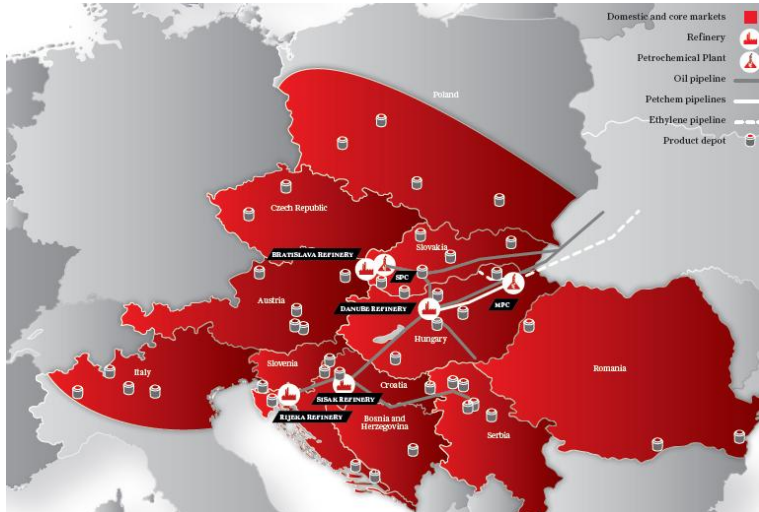 Domestic and core markets
Refinery
Petrochemical Plant
Oil pipeline
Petchem pipelines
Ethylene pipeline
Product depot
Poland
Czech Republic
Slovakia
BRATISLAVA REFINERY
SPC
Austria
DANUBE REFINERY
MPC
Hungary
Slovenia
Italy
Romania
Croatia
SISAK REFINERY
RIJEKA REFINERY
Bosnia and
Herzegovina
Serbia